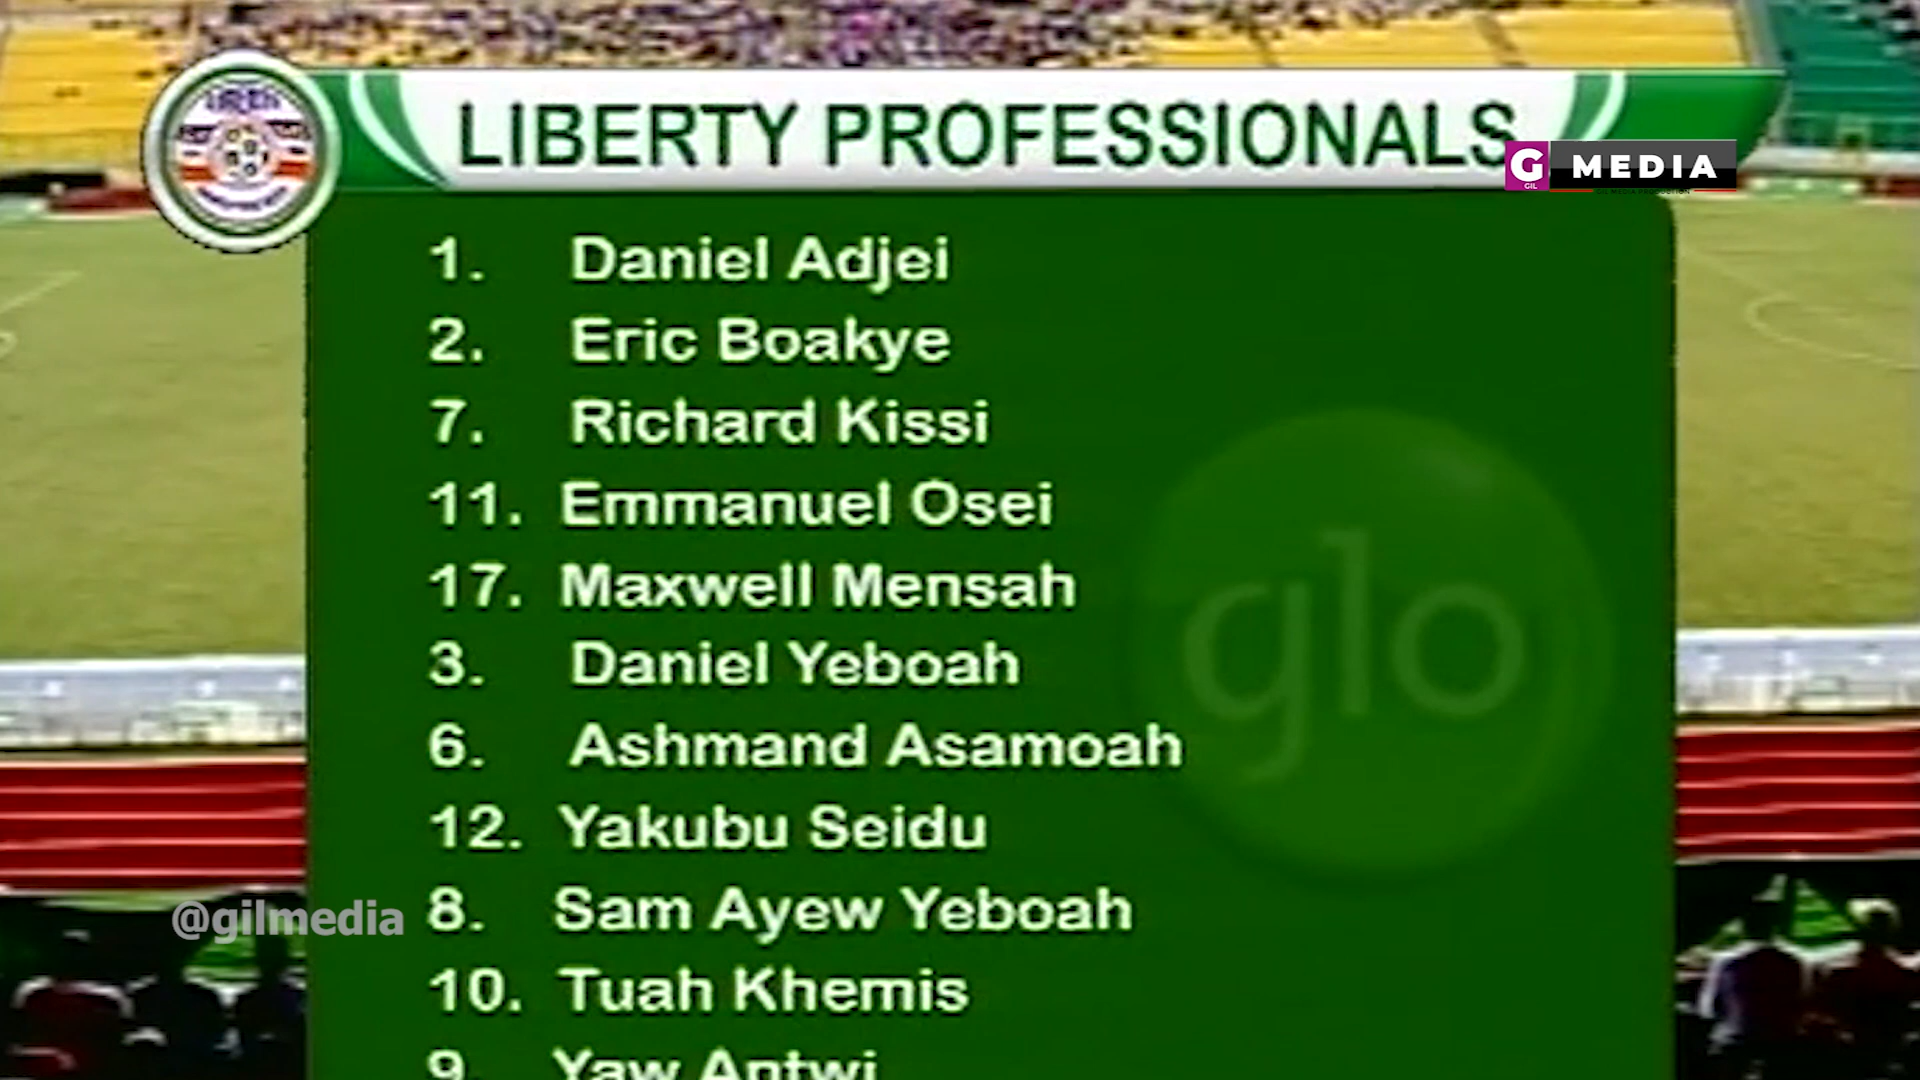 LIBERTY PROFESSIONALS
G MEDIA
GIL
1. Daniel Adjei
2. Eric Boakye
7. Richard Kissi
11. Emmanuel Osei
17. Maxwell Mensah
3. Daniel Yeboah
6. Ashmand Asamoah
12. Yakubu Seidu
8. Sam Ayew Yeboah
10. Tuah Khemis
9. Yaw Antwi
glo
@gilmedia